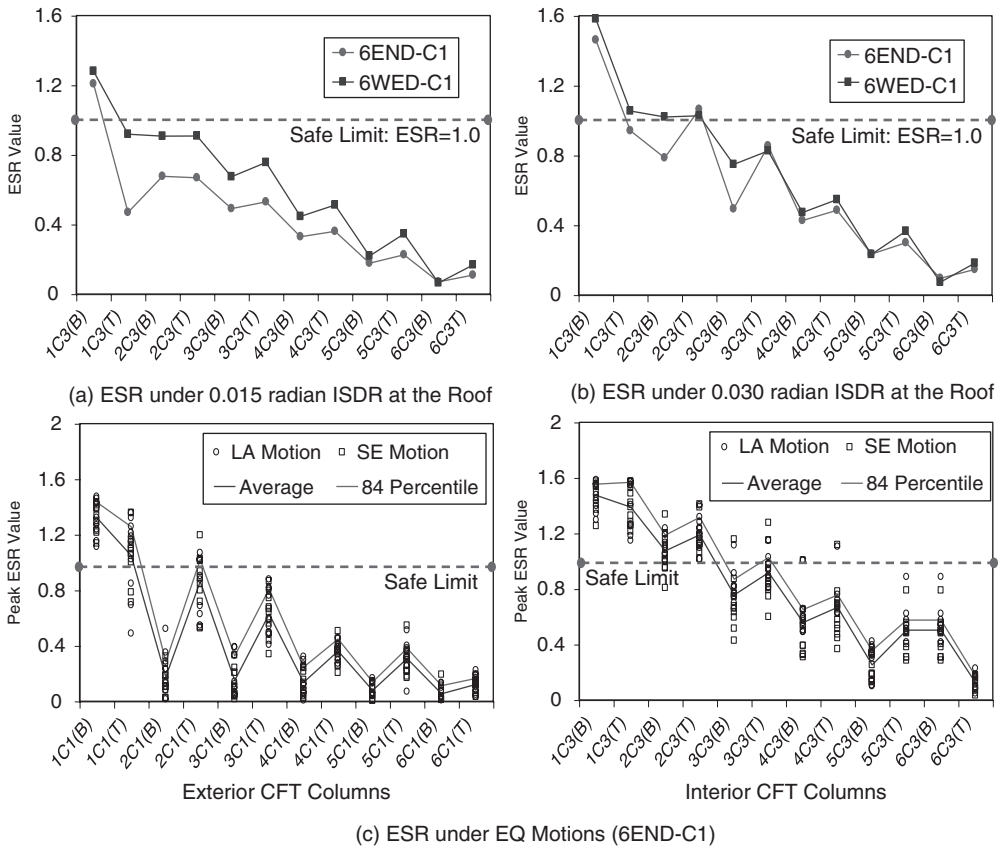 1.6
1.2
0.8
0.4
0
ESR Value
6END-C1
6WED-C1
Safe Limit: ESR=1.0
1C3(B)
1C3(T)
2C3(B)
2C3(T)
3C3(B)
3C3(T)
4C3(B)
4C3(T)
5C3(B)
5C3(T)
6C3(B)
6C3T)
(a) ESR under 0.015 radian ISDR at the Roof
1.6
1.2
0.8
0.4
0
ESR Value
6END-C1
6WED-C1
Safe Limit: ESR=1.0
1C3(B)
1C3(T)
2C3(B)
2C3(T)
3C3(B)
3C3(T)
4C3(B)
4C3(T)
5C3(B)
5C3(T)
6C3(B)
6C3T)
(b) ESR under 0.030 radian ISDR at the Roof
2
1.6
1.2
0.8
0.4
0
Peak ESR Value
LA Motion SE Motion
Average 84 Percentile
Safe Limit
1C1(B)
1C1(T)
2C1(B)
2C1(T)
3C1(B)
3C1(T)
4C1(B)
4C1(T)
5C1(B)
5C1(T)
6C1(B)
6C1(T)
Exterior CFT Columns
2
1.6
1.2
0.8
0.4
0
Peak ESR Value
LA Motion SE Motion
Average 84 Percentile
Safe Limit
1C3(B)
1C3(T)
2C3(B)
2C3(T)
3C3(B)
3C3(T)
4C3(B)
4C3(T)
5C3(B)
5C3(T)
6C3(B)
6C3(T)
Interior CFT Columns
(c) ESR under EQ Motions (6END-C1)